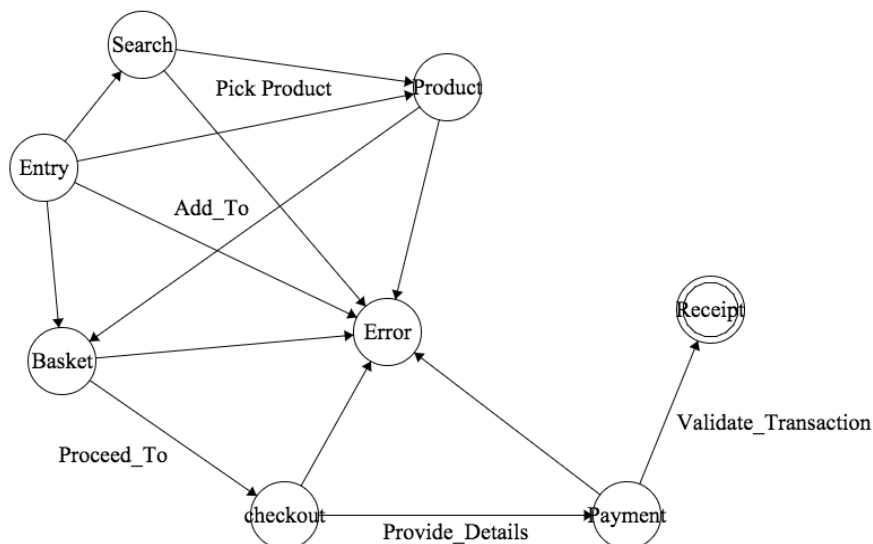 Search
Pick Product
Product
Entry
Add_To
Receipt
Error
Basket
Validate_Transaction
Proceed_To
checkout
Payment
Provide_Details